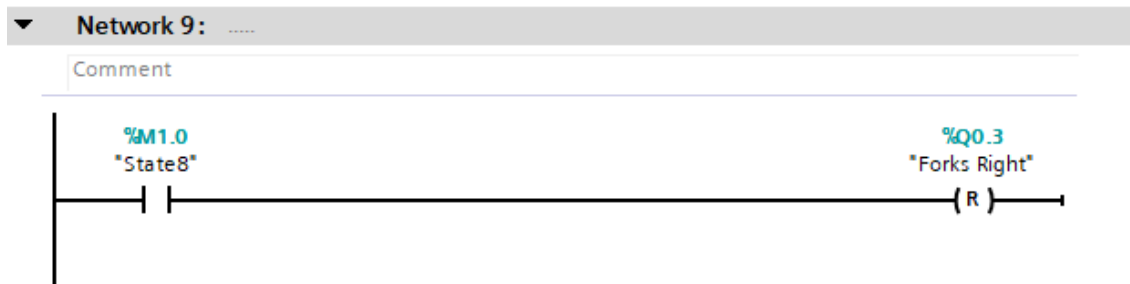 Network 9: .....
Comment
%M1.0 %Q0.3
"State8" "Forks Right"
( R )